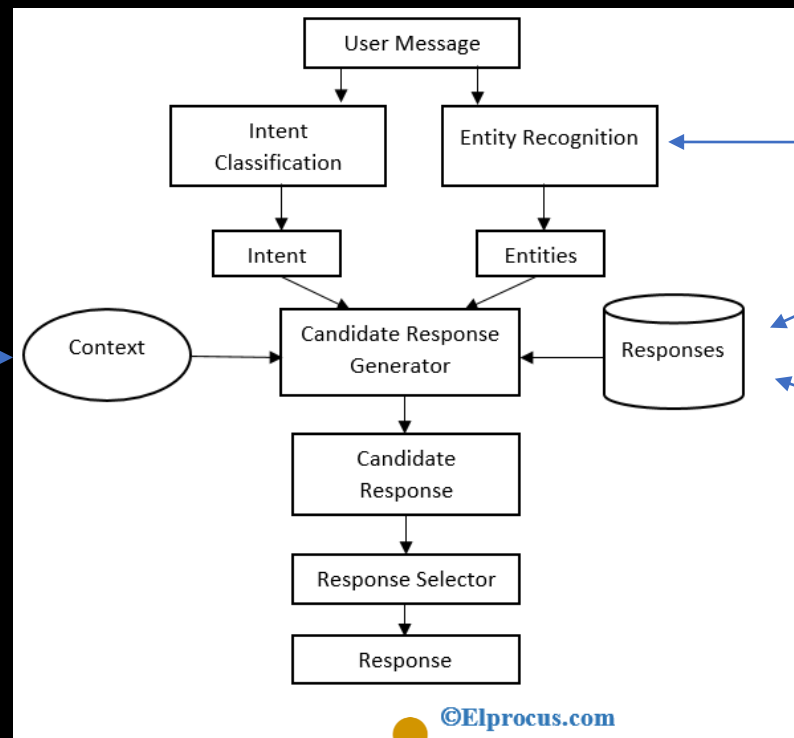 User Message
Intent
Classification
Entity Recognition
Intent
Entities
Context
Candidate Response
Generator
Responses
Candidate
Response
Response Selector
Response
©Elprocus.com